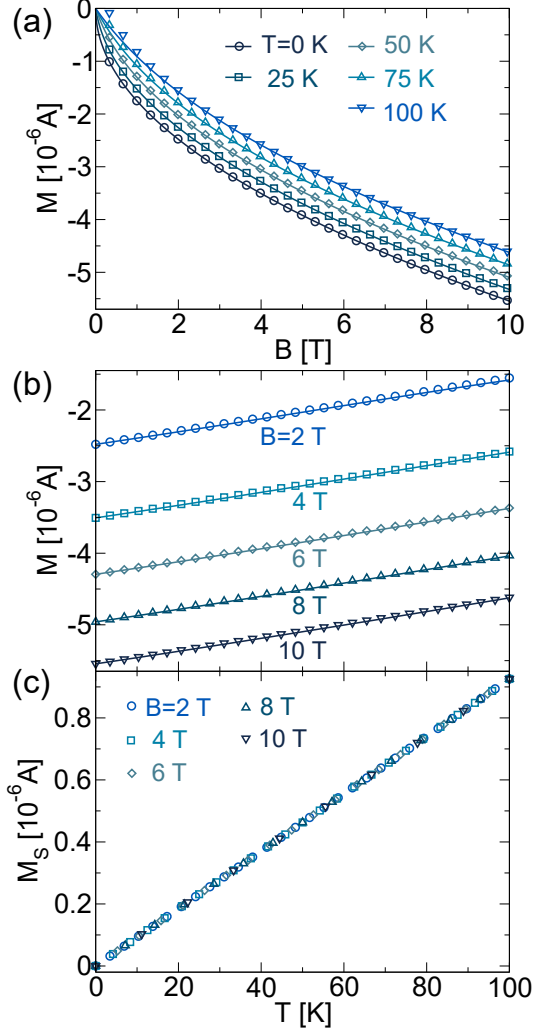 (a)
0
-1
-2
-3
-4
-5
M [10⁻⁶A]
T=0 K
50 K
25 K
75 K
100 K
0 2 4 6 8 10
B [T]
(b)
-2
-3
-4
-5
M [10⁻⁶A]
B=2 T
4 T
6 T
8 T
10 T
(c)
0.8
0.6
0.4
0.2
0
M_S [10⁻⁶A]
B=2 T
8 T
4 T
10 T
6 T
0 20 40 60 80 100
T [K]